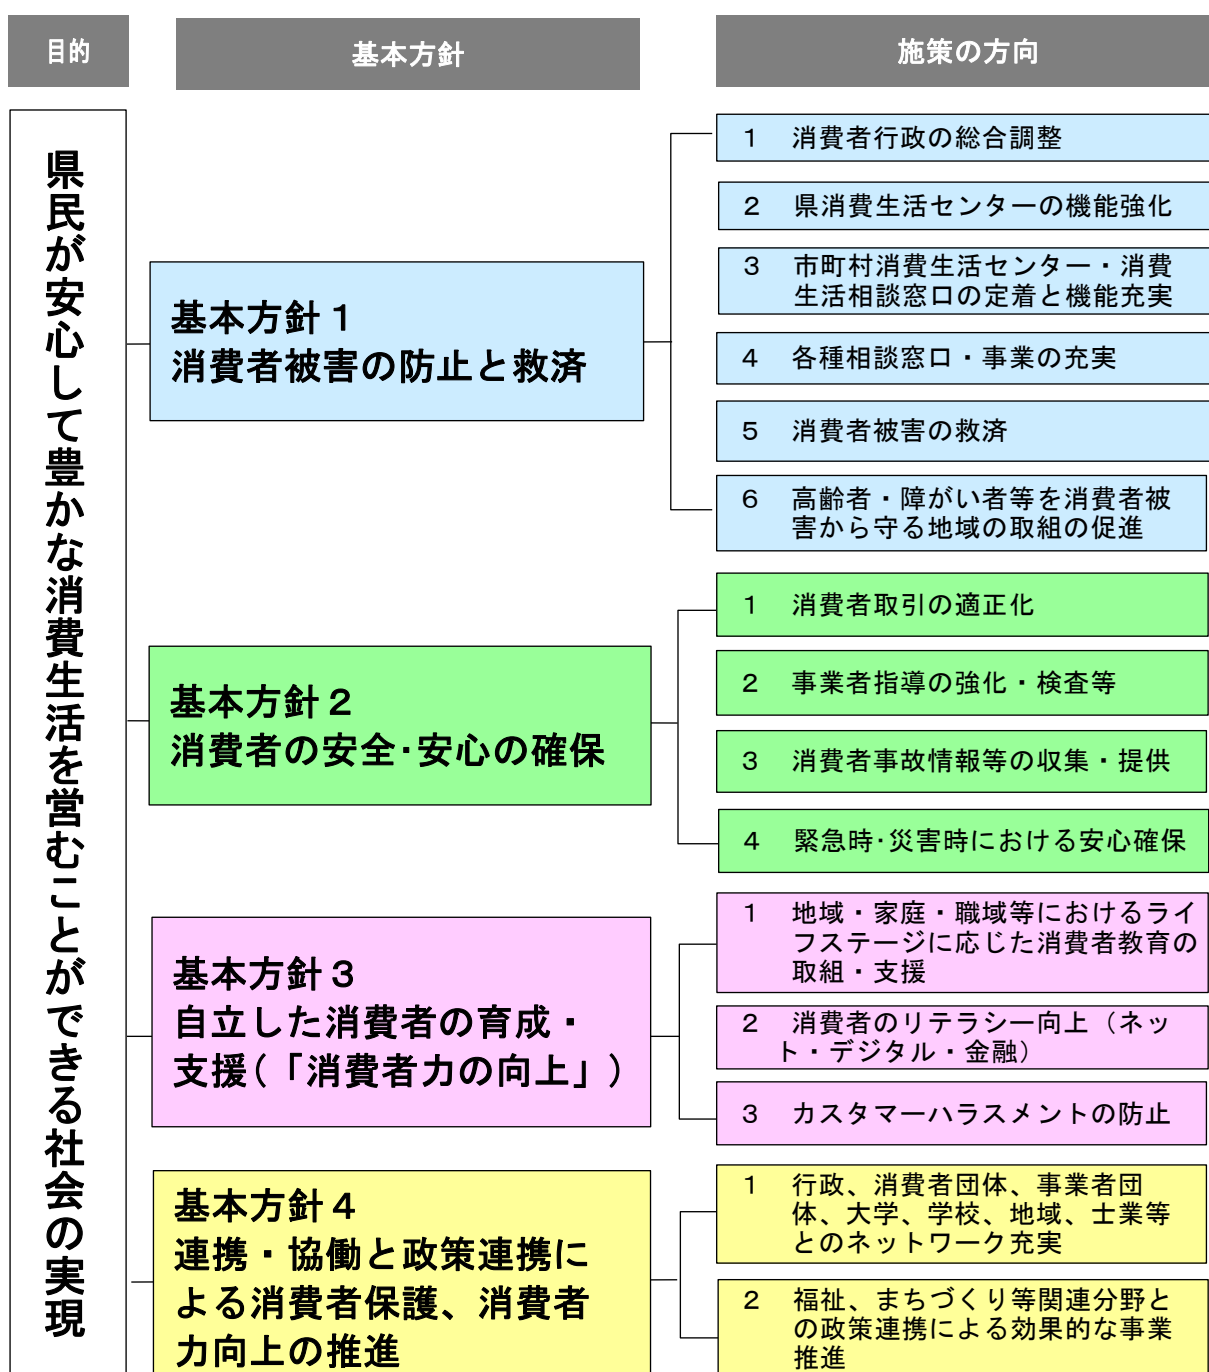 目的
基本方針
施策の方向
県民が安心して豊かな消費生活を営むことができる社会の実現
基本方針1
消費者被害の防止と救済
1 消費者行政の総合調整
2 県消費生活センターの機能強化
3 市町村消費生活センター・消費
生活相談窓口の定着と機能充実
4 各種相談窓口・事業の充実
5 消費者被害の救済
6 高齢者・障がい者等を消費者被
害から守る地域の取組の促進
基本方針2
消費者の安全･安心の確保
1 消費者取引の適正化
2 事業者指導の強化・検査等
3 消費者事故情報等の収集・提供
4 緊急時･災害時における安心確保
基本方針3
自立した消費者の育成・
支援(「消費者力の向上」)
1 地域・家庭・職域等におけるライ
フステージに応じた消費者教育の
取組・支援
2 消費者のリテラシー向上（ネッ
ト・デジタル・金融）
3 カスタマーハラスメントの防止
基本方針4
連携・協働と政策連携に
よる消費者保護、消費者
力向上の推進
1 行政、消費者団体、事業者団
体、大学、学校、地域、士業等
とのネットワーク充実
2 福祉、まちづくり等関連分野と
の政策連携による効果的な事業
推進